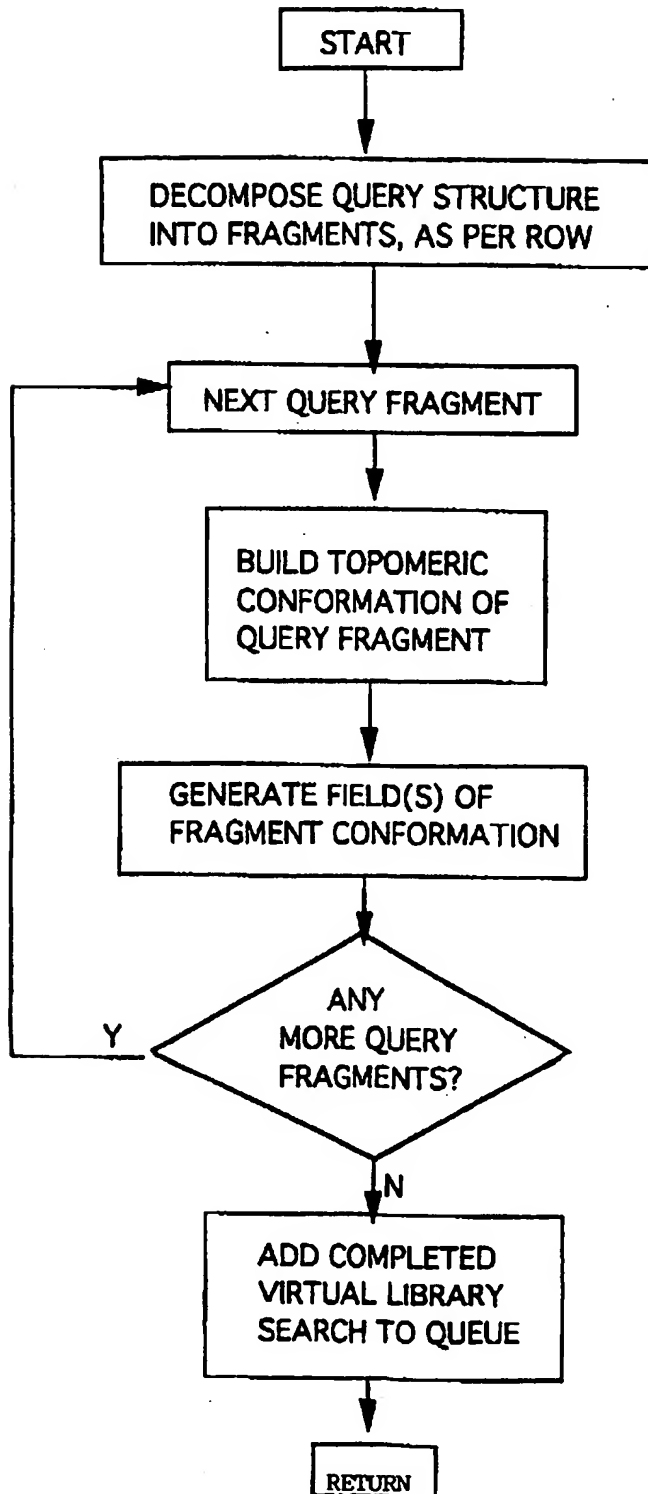 START
DECOMPOSE QUERY STRUCTURE
INTO FRAGMENTS, AS PER ROW
NEXT QUERY FRAGMENT
BUILD TOPOMERIC
CONFORMATION OF
QUERY FRAGMENT
GENERATE FIELD(S) OF
FRAGMENT CONFORMATION
ANY
MORE QUERY
FRAGMENTS?
Y
N
ADD COMPLETED
VIRTUAL LIBRARY
SEARCH TO QUEUE
RETURN